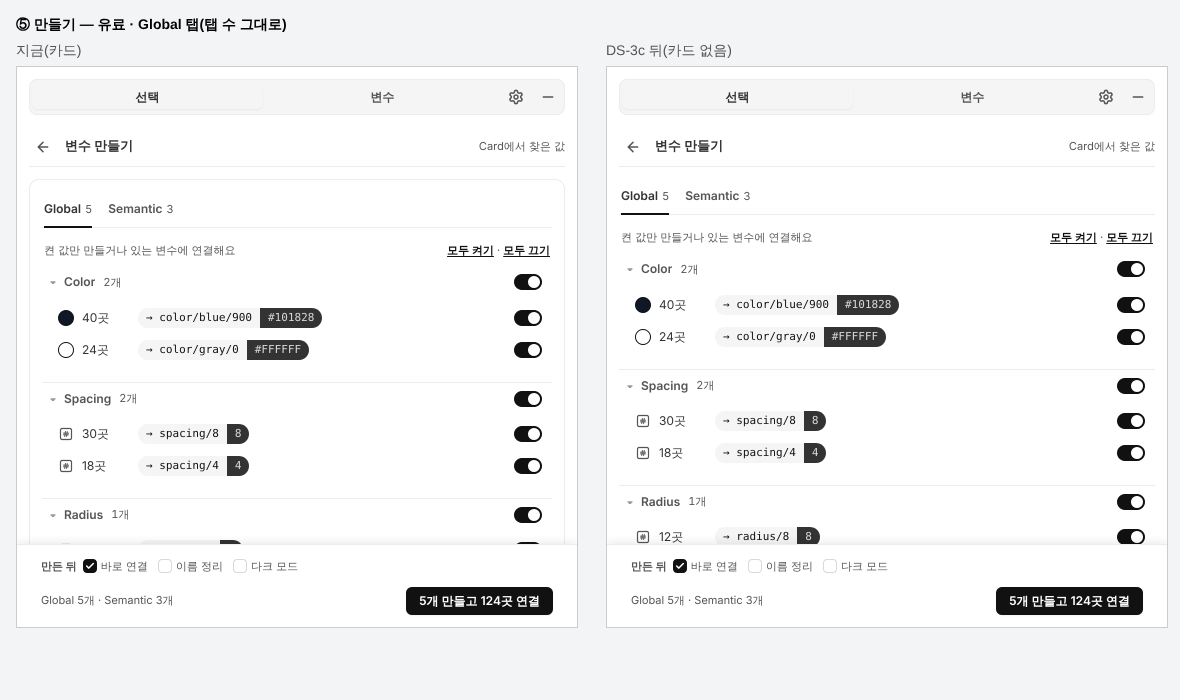 ⑤ 만들기 — 유료 · Global 탭(탭 수 그대로)
지금(카드)
선택 변수
변수 만들기 Card에서 찾은 값
Global 5 Semantic 3
켠 값만 만들거나 있는 변수에 연결해요 모두 켜기 · 모두 끄기
Color 2개
40곳 → color/blue/900 #101828
24곳 → color/gray/0 #FFFFFF
Spacing 2개
# 30곳 → spacing/8 8
# 18곳 → spacing/4 4
Radius 1개
만든 뒤 바로 연결 이름 정리 다크 모드
Global 5개 · Semantic 3개 5개 만들고 124곳 연결
DS-3c 뒤(카드 없음)
선택 변수
변수 만들기 Card에서 찾은 값
Global 5 Semantic 3
켠 값만 만들거나 있는 변수에 연결해요 모두 켜기 · 모두 끄기
Color 2개
40곳 → color/blue/900 #101828
24곳 → color/gray/0 #FFFFFF
Spacing 2개
# 30곳 → spacing/8 8
# 18곳 → spacing/4 4
Radius 1개
# 12곳 → radius/8 8
만든 뒤 바로 연결 이름 정리 다크 모드
Global 5개 · Semantic 3개 5개 만들고 124곳 연결